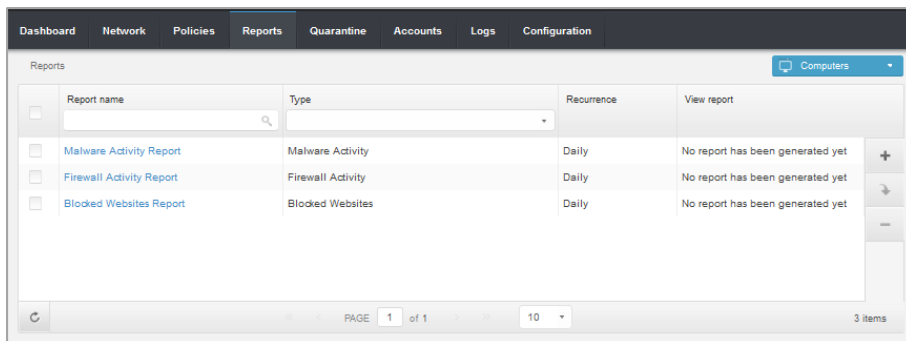 Dashboard Network Policies Reports Quarantine Accounts Logs Configuration
Reports Computers
Report name Type Recurrence View report
Malware Activity Report Malware Activity Daily No report has been generated yet
Firewall Activity Report Firewall Activity Daily No report has been generated yet
Blocked Websites Report Blocked Websites Daily No report has been generated yet
PAGE 1 of 1 10 3 items